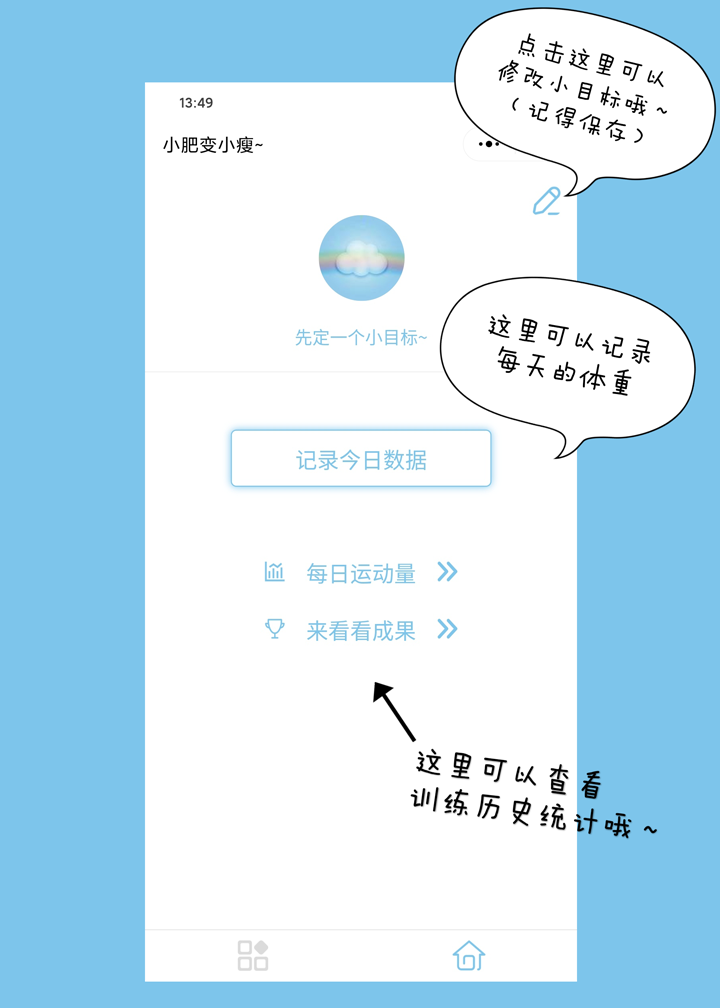 点击这里可以
修改小目标哦~
（记得保存）
13:49
小肥变小瘦~
先定一个小目标~
这里可以记录
每天的体重
记录今日数据
每日运动量
来看看成果
这里可以查看
训练历史统计哦~